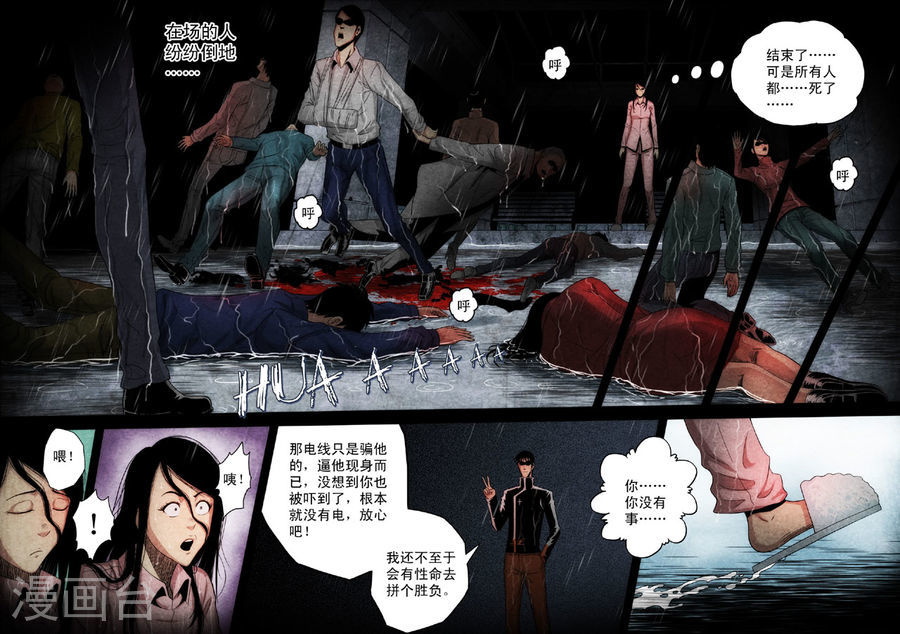 在场的人
纷纷倒地
……
呼
结束了……
可是所有人
都……死了
……
呼
呼
呼
HUA A A A A A
喂！
！
咦！
那电线只是骗他
的，逼他现身而
已，没想到你也
被吓到了，根本
就没有电，放心
吧！
我还不至于
会有性命去
拼个胜负。
你……
你没有
事……
漫画台